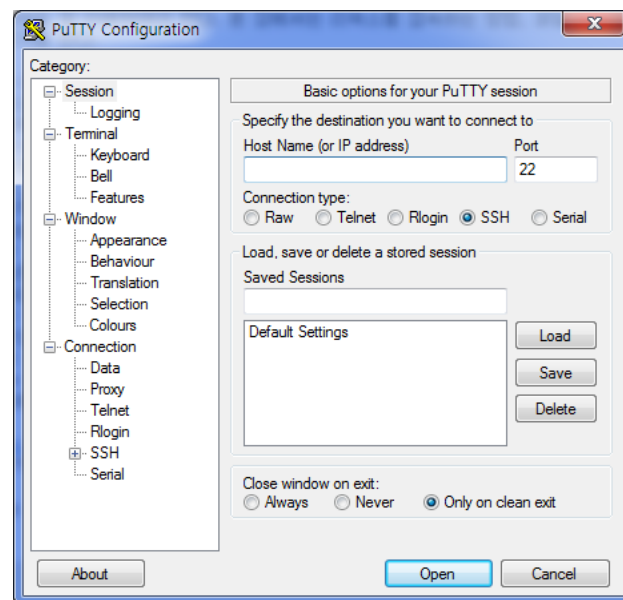 PuTTY Configuration
Category:
Session
Logging
Terminal
Keyboard
Bell
Features
Window
Appearance
Behaviour
Translation
Selection
Colours
Connection
Data
Proxy
Telnet
Rlogin
SSH
Serial
Basic options for your PuTTY session
Specify the destination you want to connect to
Host Name (or IP address) Port
22
Connection type:
Raw Telnet Rlogin SSH Serial
Load, save or delete a stored session
Saved Sessions
Default Settings
Load
Save
Delete
Close window on exit:
Always Never Only on clean exit
About Open Cancel